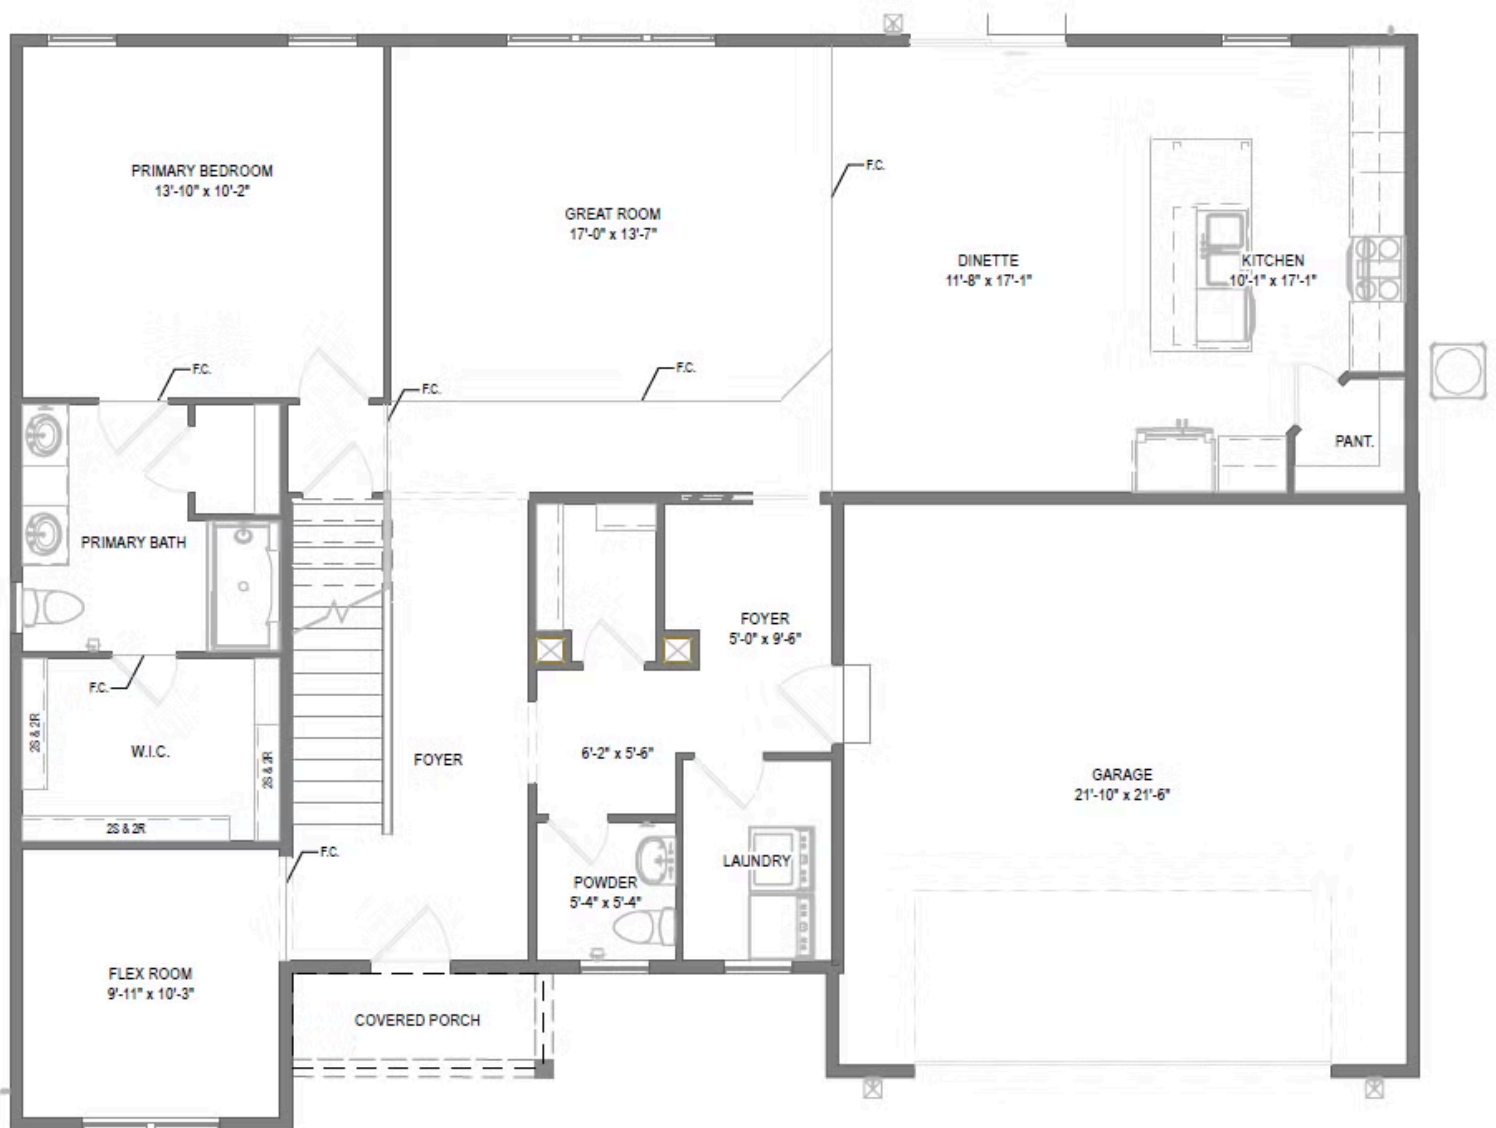 PRIMARY BEDROOM
13'-10" x 10'-2"
GREAT ROOM
17'-0" x 13'-7"
F.C.
DINETTE
11'-8" x 17'-1"
KITCHEN
10'-1" x 17'-1"
F.C.
F.C.
F.C.
PANT.
PRIMARY BATH
FOYER
5'-0" x 9'-6"
F.C.
2S & 2R
W.I.C.
2S & 2R
2S & 2R
FOYER
6'-2" x 5'-6"
GARAGE
21'-10" x 21'-6"
F.C.
LAUNDRY
POWDER
5'-4" x 5'-4"
FLEX ROOM
9'-11" x 10'-3"
COVERED PORCH